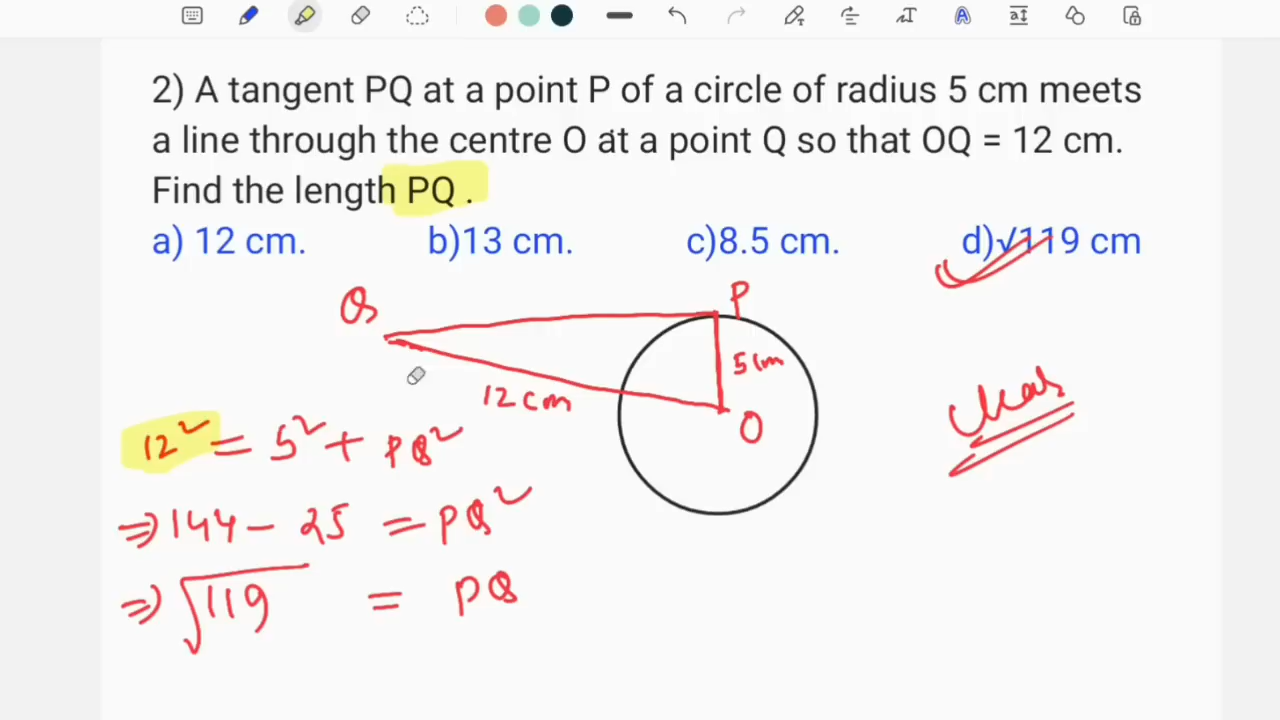 2) A tangent PQ at a point P of a circle of radius 5 cm meets
a line through the centre O at a point Q so that OQ = 12 cm.
Find the length PQ .
a) 12 cm. b)13 cm. c)8.5 cm. d)√119 cm
Q P
5cm
12cm
O
12² = 5² + PQ²
⇒ 144 - 25 = PQ²
⇒ √119 = PQ